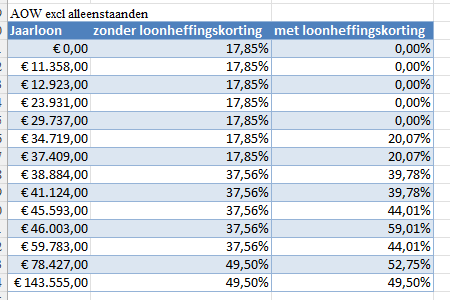 AOW excl alleenstaanden
Jaarloon zonder loonheffingskorting met loonheffingskorting
€ 0,00 17,85% 0,00%
€ 11.358,00 17,85% 0,00%
€ 12.923,00 17,85% 0,00%
€ 23.931,00 17,85% 0,00%
€ 29.737,00 17,85% 0,00%
€ 34.719,00 17,85% 20,07%
€ 37.409,00 17,85% 20,07%
€ 38.884,00 37,56% 39,78%
€ 41.124,00 37,56% 39,78%
€ 45.593,00 37,56% 44,01%
€ 46.003,00 37,56% 59,01%
€ 59.783,00 37,56% 44,01%
€ 78.427,00 49,50% 52,75%
€ 143.555,00 49,50% 49,50%